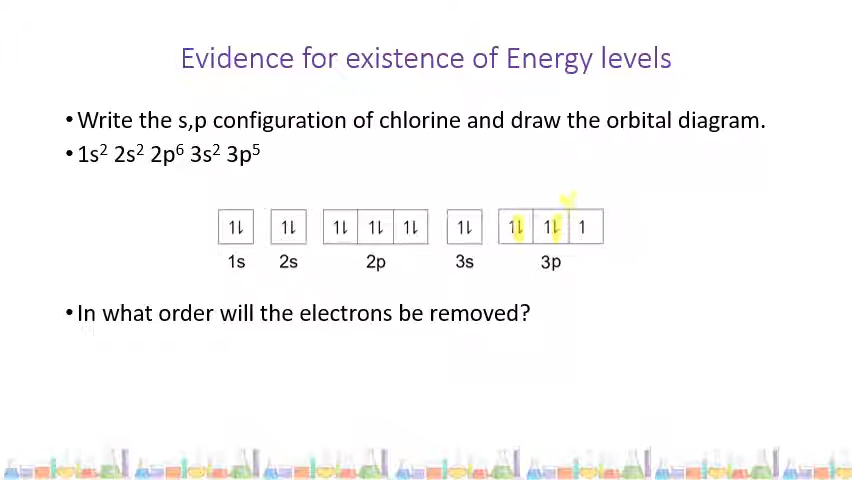 Evidence for existence of Energy levels
• Write the s,p configuration of chlorine and draw the orbital diagram.
• 1s² 2s² 2p⁶ 3s² 3p⁵
1⇂ 1⇂ 1⇂ 1⇂ 1⇂ 1⇂ 1⇂ 1⇂ 1
1s 2s 2p 3s 3p
• In what order will the electrons be removed?